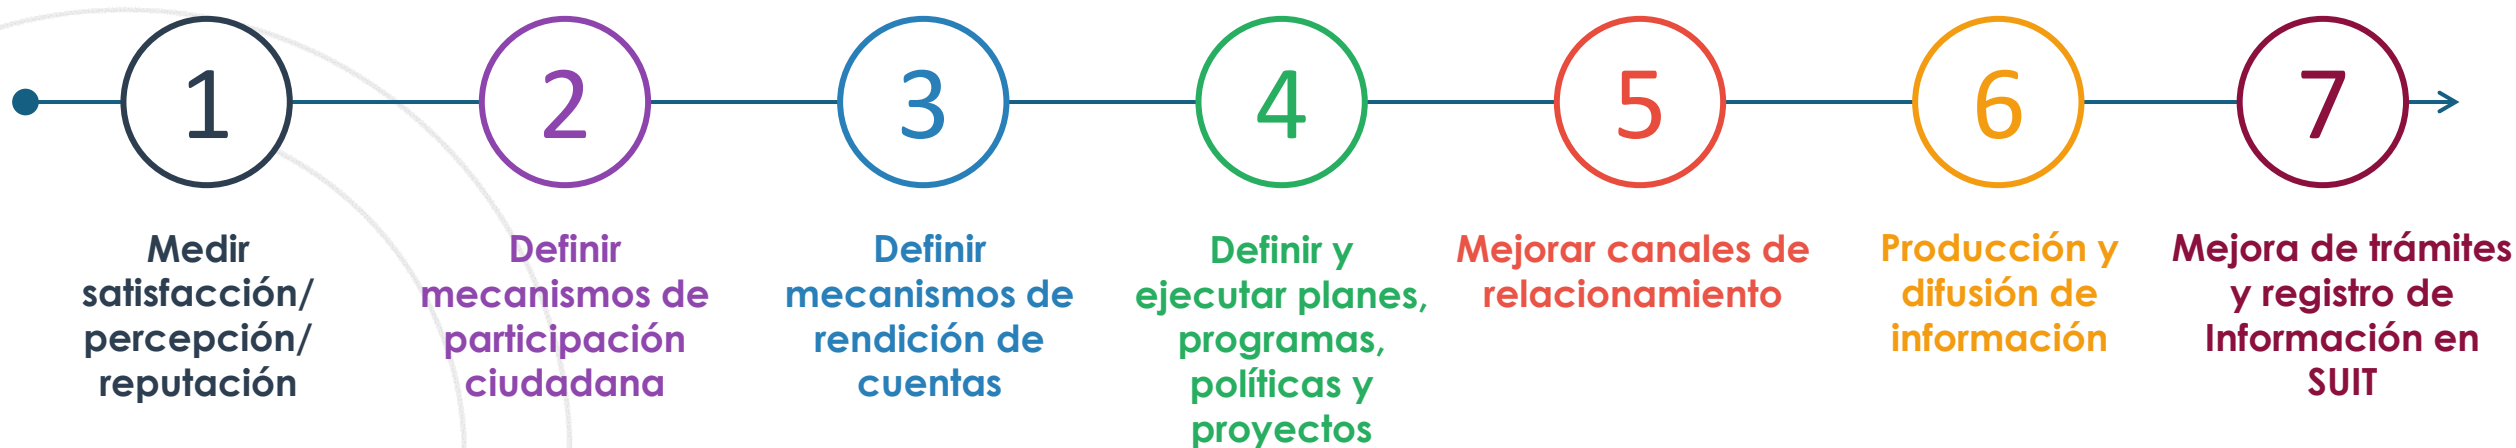 1
Medir
satisfacción/
percepción/
reputación
2
Definir
mecanismos de
participación
ciudadana
3
Definir
mecanismos de
rendición de
cuentas
4
Definir y
ejecutar planes,
programas,
políticas y
proyectos
5
Mejorar canales de
relacionamiento
6
Producción y
difusión de
información
7
Mejora de trámites
y registro de
Información en
SUIT